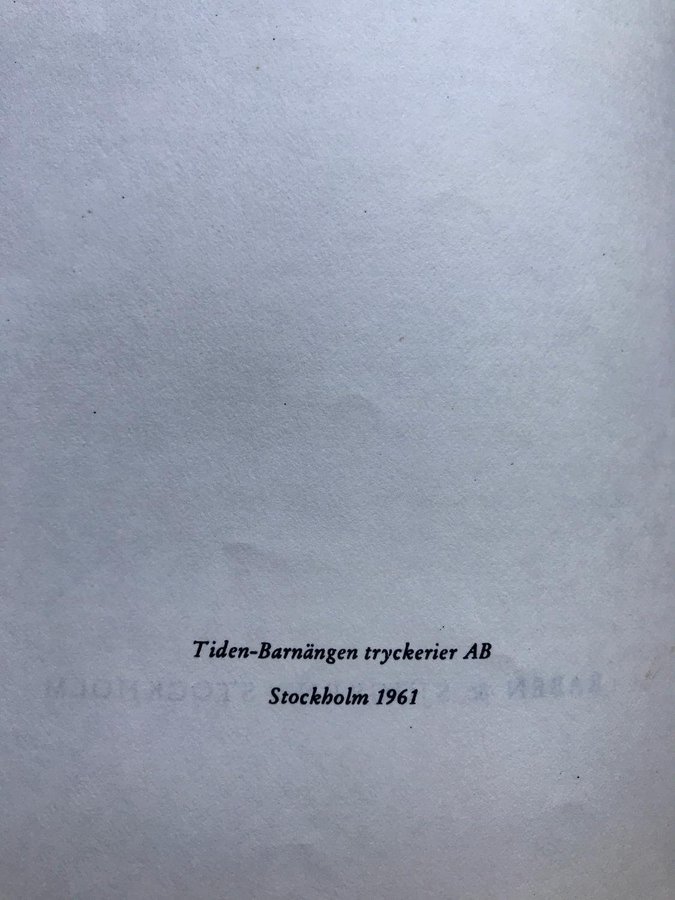 Tiden-Barnängen tryckerier AB
Stockholm 1961